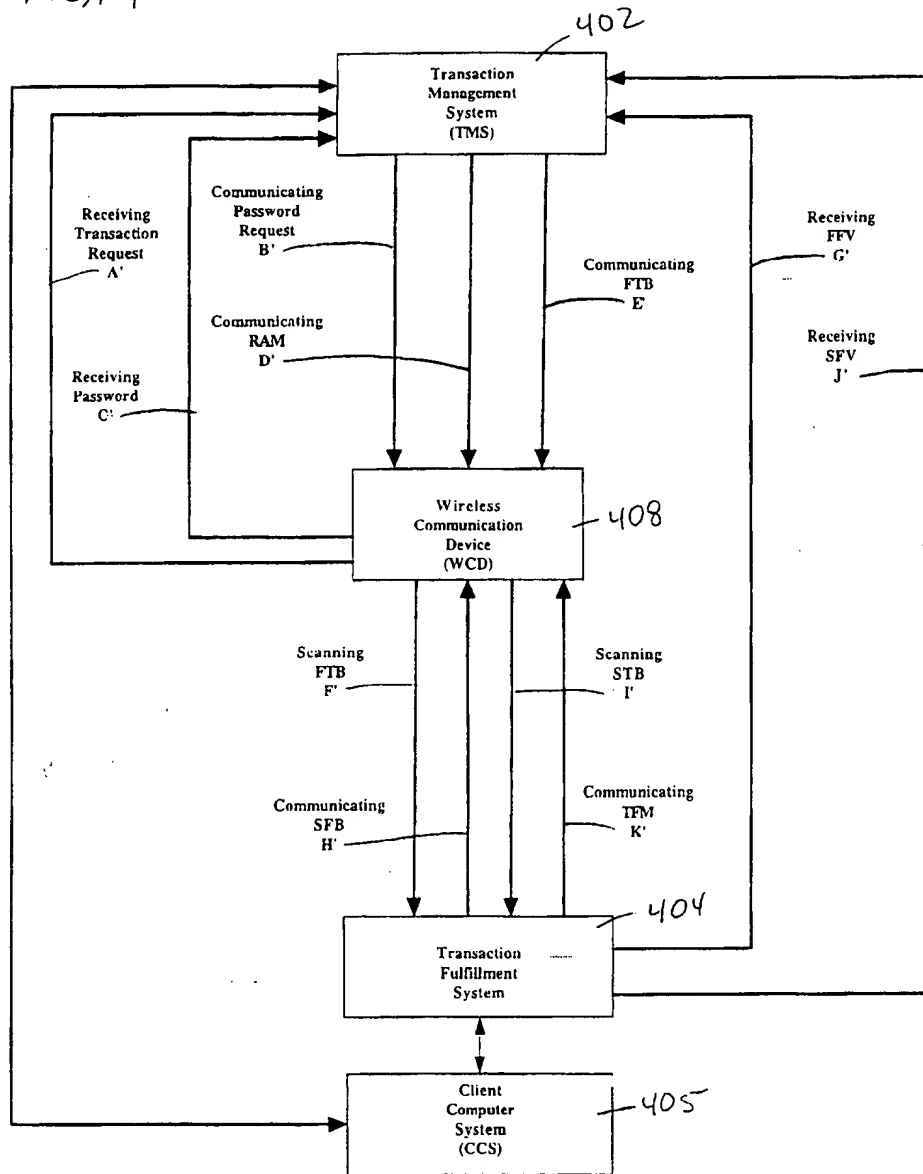 402
Transaction
Management
System
(TMS)
Receiving
Transaction
Request
A'
Communicating
Password
Request
B'
Communicating
FTB
E'
Receiving
FFV
G'
Communicating
RAM
D'
Receiving
SFV
J'
Receiving
Password
C'
Wireless
Communication
Device
(WCD)
408
Scanning
FTB
F'
Scanning
STB
I'
Communicating
SFB
H'
Communicating
TFM
K'
404
Transaction
Fulfillment
System
Client
Computer
System
(CCS)
405